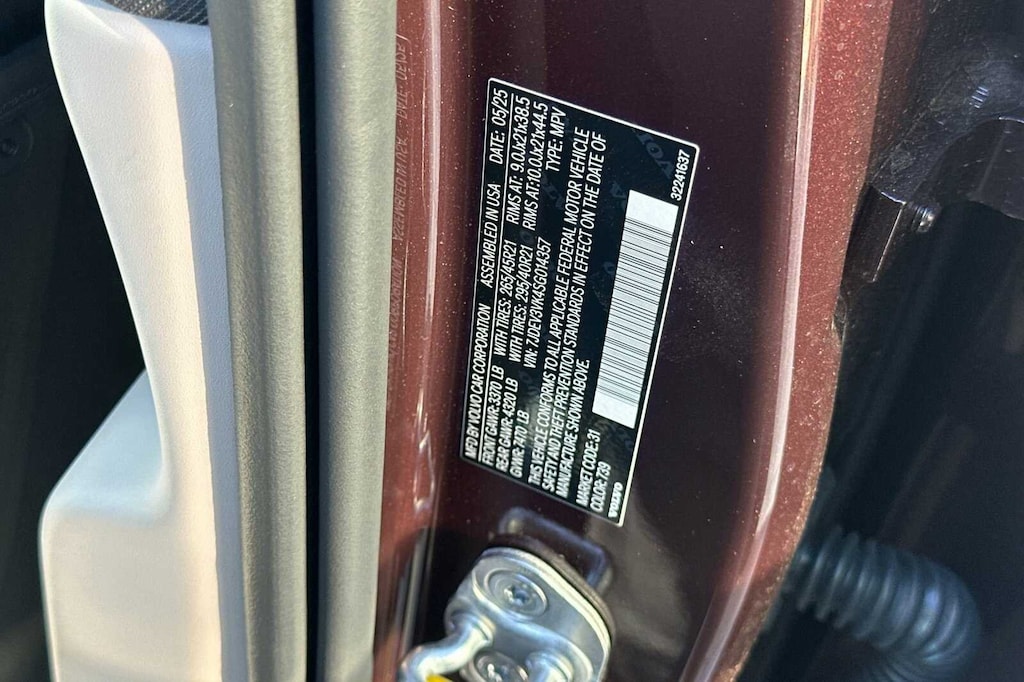 MFD BY VOLVO CAR CORPORATION ASSEMBLED IN USA DATE: 05/25
FRONT GAWR: 3370 LB WITH TIRES: 265/45R21 RIMS AT: 9.0Jx21x38.5
REAR GAWR: 4320 LB WITH TIRES: 295/40R21 RIMS AT:10.0Jx21x44.5
GVWR: 7470 LB VIN: 7JDEV3VK4SG014357 TYPE: MPV
THIS VEHICLE CONFORMS TO ALL APPLICABLE FEDERAL MOTOR VEHICLE
SAFETY AND THEFT PREVENTION STANDARDS IN EFFECT ON THE DATE OF
MANUFACTURE SHOWN ABOVE.
MARKET CODE:31
COLOR: 739
32241637
VOLVO